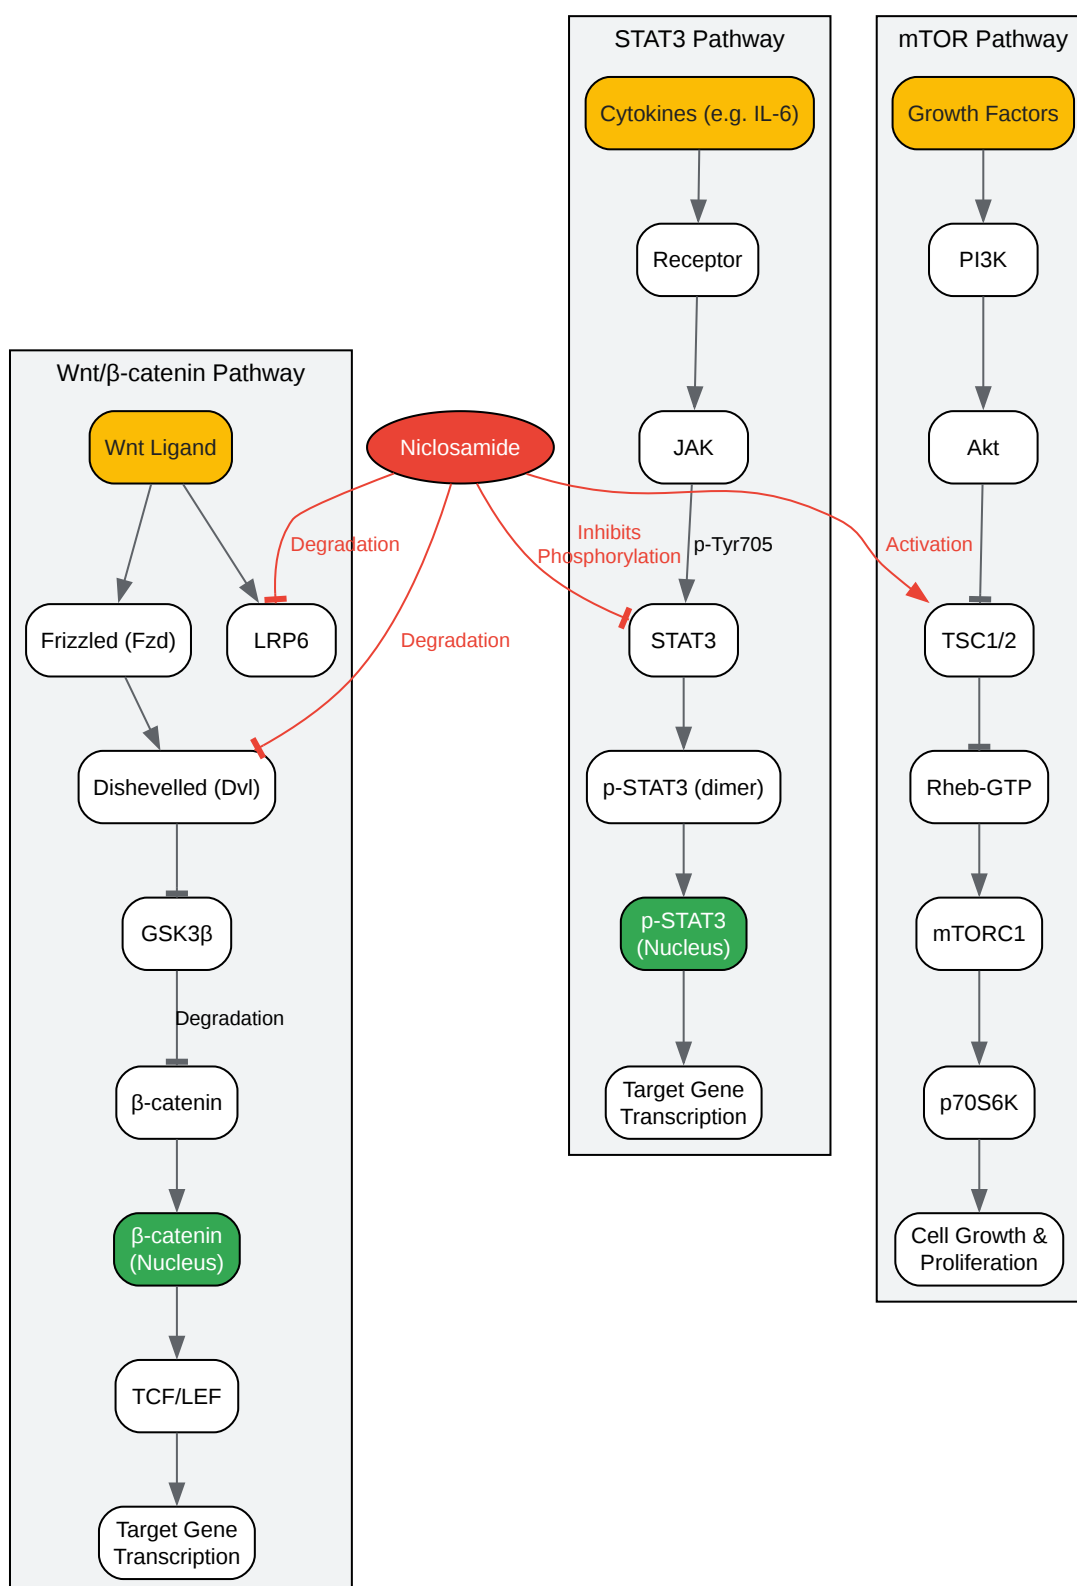 STAT3 Pathway
Cytokines (e.g. IL-6)
Receptor
JAK
p-Tyr705
STAT3
p-STAT3 (dimer)
p-STAT3
(Nucleus)
Target Gene
Transcription
mTOR Pathway
Growth Factors
PI3K
Akt
TSC1/2
Rheb-GTP
mTORC1
p70S6K
Cell Growth &
Proliferation
Wnt/β-catenin Pathway
Wnt Ligand
Frizzled (Fzd)
LRP6
Dishevelled (Dvl)
GSK3β
Degradation
β-catenin
β-catenin
(Nucleus)
TCF/LEF
Target Gene
Transcription
Niclosamide
Degradation
Degradation
Inhibits
Phosphorylation
Activation